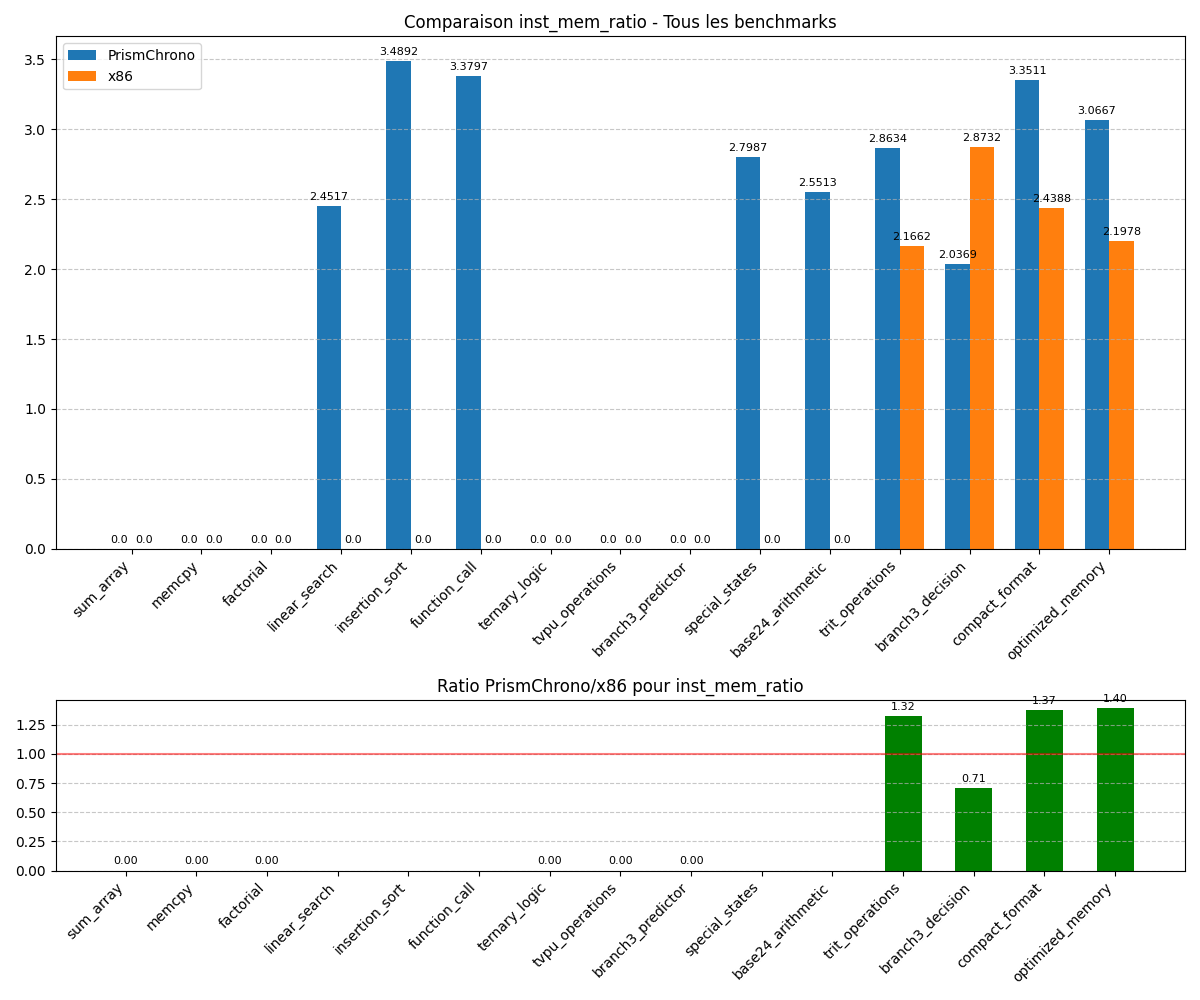 Comparaison inst_mem_ratio - Tous les benchmarks
PrismChrono
x86
3.5
3.0
2.5
2.0
1.5
1.0
0.5
0.0
0.0 0.0
0.0 0.0
0.0 0.0
2.4517 0.0
3.4892 0.0
3.3797 0.0
0.0 0.0
0.0 0.0
0.0 0.0
2.7987 0.0
2.5513 0.0
2.8634 2.1662
2.0369 2.8732
3.3511 2.4388
3.0667 2.1978
sum_array
memcpy
factorial
linear_search
insertion_sort
function_call
ternary_logic
tvpu_operations
branch3_predictor
special_states
base24_arithmetic
trit_operations
branch3_decision
compact_format
optimized_memory
Ratio PrismChrono/x86 pour inst_mem_ratio
1.25
1.00
0.75
0.50
0.25
0.00
0.00
0.00
0.00
0.00
0.00
0.00
1.32
0.71
1.37
1.40
sum_array
memcpy
factorial
linear_search
insertion_sort
function_call
ternary_logic
tvpu_operations
branch3_predictor
special_states
base24_arithmetic
trit_operations
branch3_decision
compact_format
optimized_memory